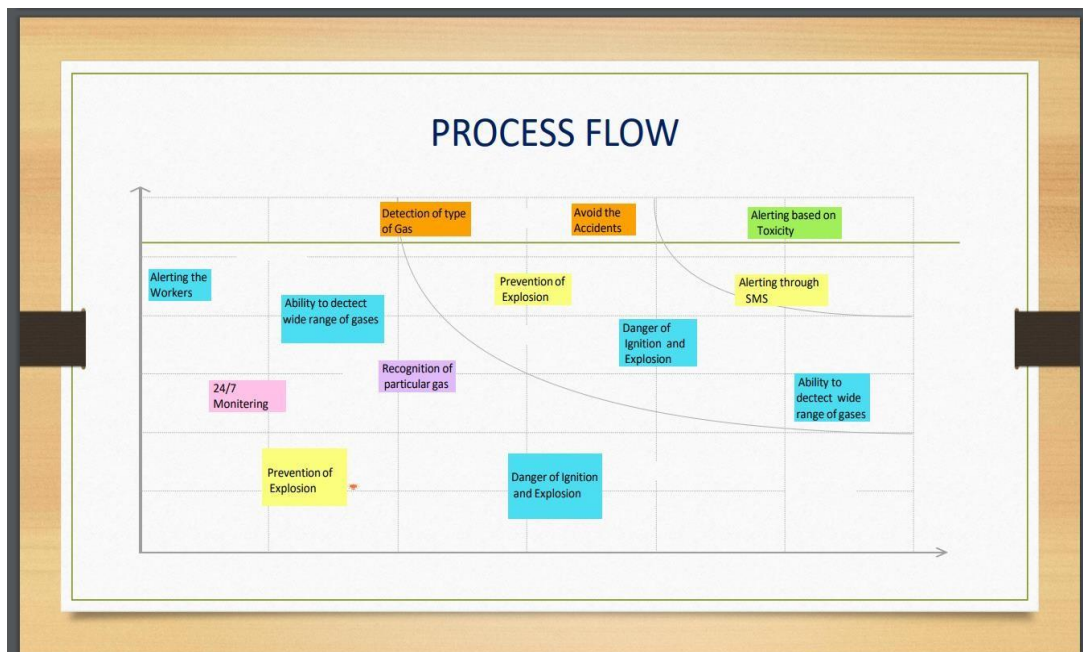 PROCESS FLOW
Detection of type
of Gas
Avoid the
Accidents
Alerting based on
Toxicity
Alerting the
Workers
Ability to dectect
wide range of gases
Prevention of
Explosion
Alerting through
SMS
Danger of
Ignition and
Explosion
Recognition of
particular gas
24/7
Monitering
Ability to
dectect wide
range of gases
Prevention of
Explosion
Danger of Ignition
and Explosion